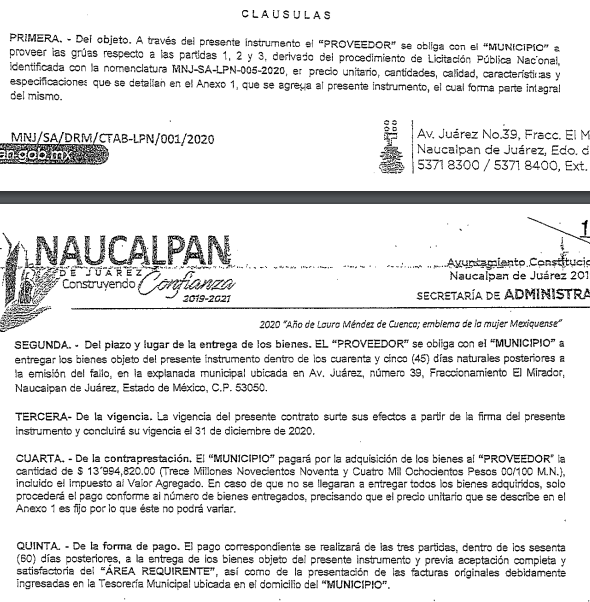 CLAUSULAS
PRIMERA. - Del objeto. A través del presente instrumento el "PROVEEDOR" se obliga con el "MUNICIPIO" a
proveer las grúas respecto a las partidas 1, 2 y 3, derivado del procedimiento de Licitación Pública Nacional,
identificada con la nomenclatura MNJ-SA-LPN-005-2020, en precio unitario, cantidades, calidad, características y
especificaciones que se detallan en el Anexo 1, que se agrega al presente instrumento, el cual forma parte integral
del mismo.
MNJ/SA/DRM/CTAB-LPN/001/2020
an.gob.mx
Av. Juárez No.39, Fracc. El M
Naucalpan de Juárez, Edo. d
5371 8300 / 5371 8400, Ext.
1
NAUCALPAN
DE JUÁREZ
Construyendo Confianza
2019-2021
Ayuntamiento Constitucio
Naucalpan de Juárez 201
SECRETARÍA DE ADMINISTRA
2020 "Año de Laura Méndez de Cuenca; emblema de la mujer Mexiquense"
SEGUNDA. - Del plazo y lugar de la entrega de los bienes. EL "PROVEEDOR" se obliga con el "MUNICIPIO" a
entregar los bienes objeto del presente instrumento dentro de los cuarenta y cinco (45) días naturales posteriores a
la emisión del fallo, en la explanada municipal ubicada en Av. Juárez, número 39, Fraccionamiento El Mirador,
Naucalpan de Juárez, Estado de México, C.P. 53050.
TERCERA- De la vigencia. La vigencia del presente contrato surte sus efectos a partir de la firma del presente
instrumento y concluirá su vigencia el 31 de diciembre de 2020.
CUARTA. - De la contraprestación. El "MUNICIPIO" pagará por la adquisición de los bienes al "PROVEEDOR" la
cantidad de $ 13'994,820.00 (Trece Millones Novecientos Noventa y Cuatro Mil Ochocientos Pesos 00/100 M.N.),
incluido el Impuesto al Valor Agregado. En caso de que no se llegaran a entregar todos los bienes adquiridos, solo
procederá el pago conforme al número de bienes entregados, precisando que el precio unitario que se describe en el
Anexo 1 es fijo por lo que éste no podrá variar.
QUINTA. - De la forma de pago. El pago correspondiente se realizará de las tres partidas, dentro de los sesenta
(60) días posteriores, a la entrega de los bienes objeto del presente instrumento y previa aceptación completa y
satisfactoria del "ÁREA REQUIRENTE", así como de la presentación de las facturas originales debidamente
ingresadas en la Tesorería Municipal ubicada en el domicilio del "MUNICIPIO".